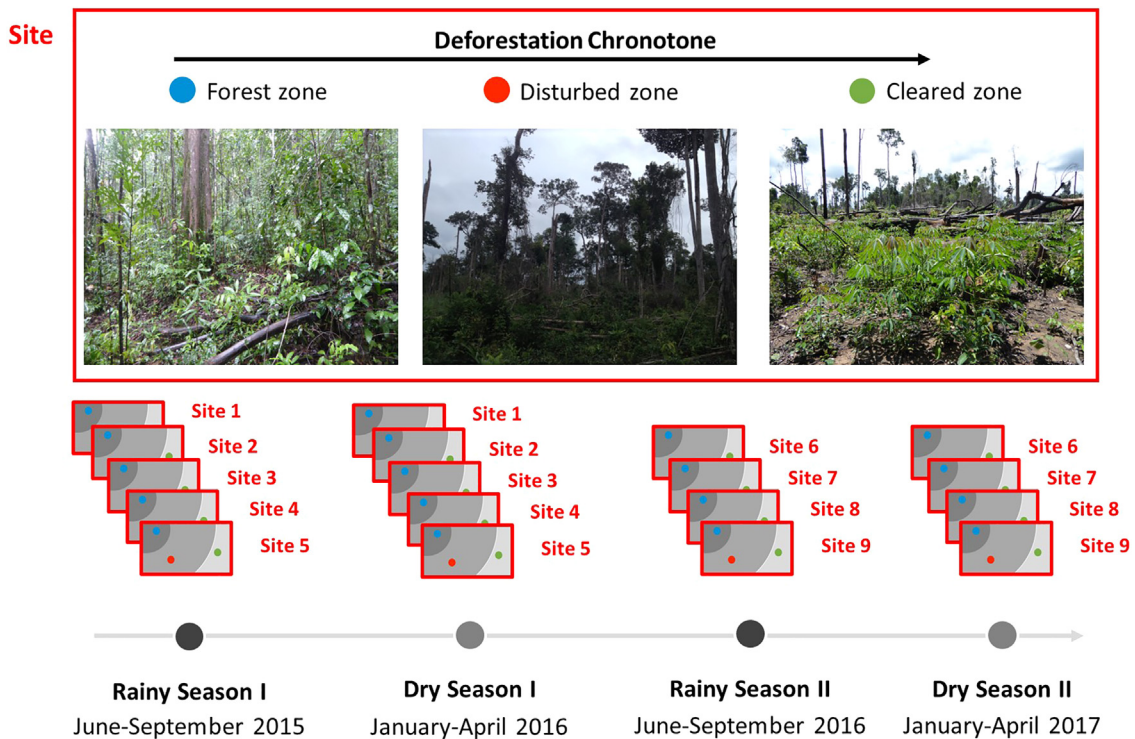 Site
Deforestation Chronotone
Forest zone
Disturbed zone
Cleared zone
Site 1
Site 2
Site 3
Site 4
Site 5
Site 1
Site 2
Site 3
Site 4
Site 5
Site 6
Site 7
Site 8
Site 9
Site 6
Site 7
Site 8
Site 9
Rainy Season I
June-September 2015
Dry Season I
January-April 2016
Rainy Season II
June-September 2016
Dry Season II
January-April 2017